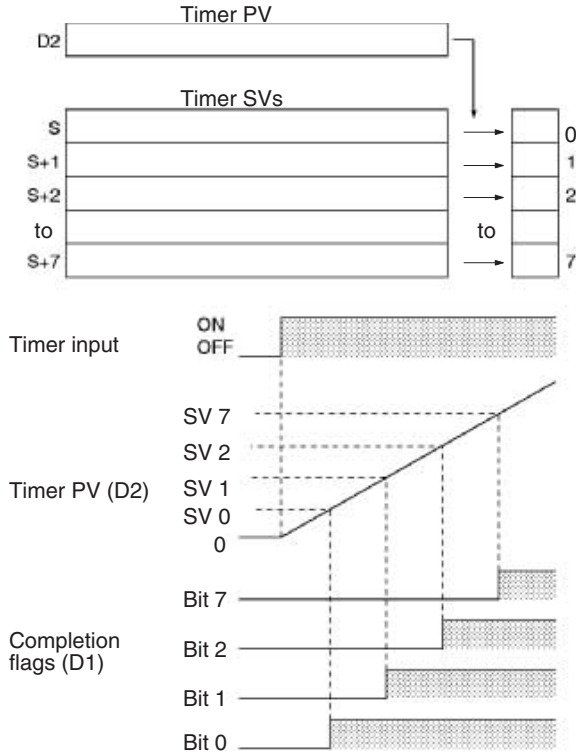 Timer PV
D2
Timer SVs
S
0
S+1
1
S+2
2
to
to
S+7
7
ON
Timer input
OFF
SV 7
SV 2
SV 1
Timer PV (D2)
SV 0
0
Bit 7
Completion
flags (D1)
Bit 2
Bit 1
Bit 0